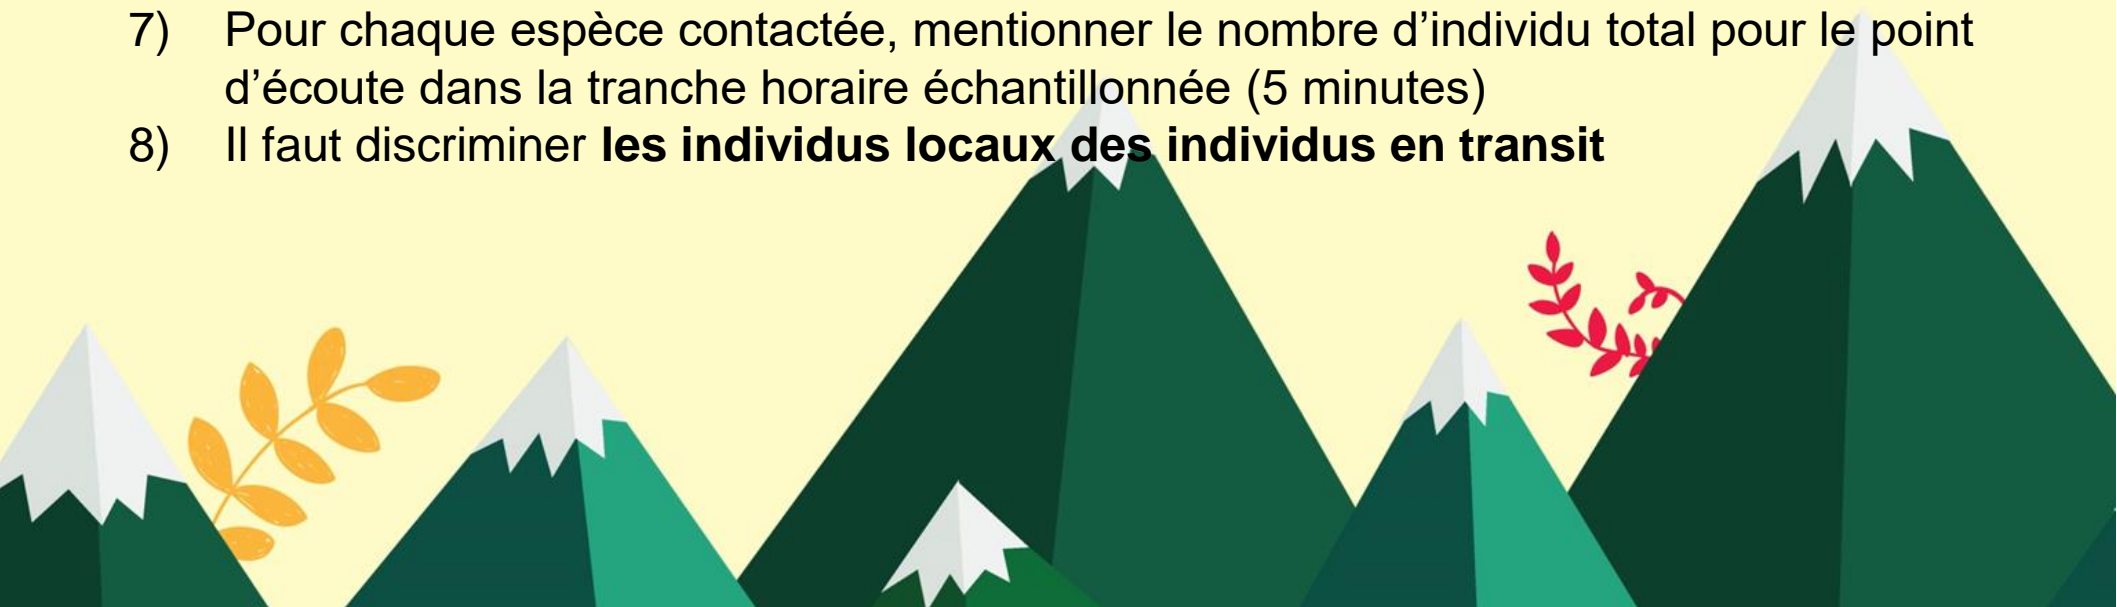 7) Pour chaque espèce contactée, mentionner le nombre d’individu total pour le point
d’écoute dans la tranche horaire échantillonnée (5 minutes)
8) Il faut discriminer les individus locaux des individus en transit